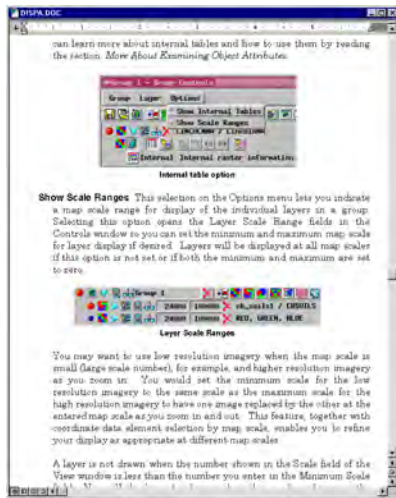 DISPA.DOC
can learn more about internal tables and how to use them by reading
the section More About Examining Object Attributes.
Group 1 - Group Controls
Group Layer Options
Show Internal Tables
Show Scale Ranges
Internal Internal raster information
Internal table option
Show Scale Ranges This selection on the Options menu lets you indicate
a map scale range for display of the individual layers in a group.
Selecting this option opens the Layer Scale Range fields in the
Controls window so you can set the minimum and maximum map scale
for layer display if desired. Layers will be displayed at all map scales
if this option is not set or if both the minimum and maximum are set
to zero.
Group 1
24000 100000 cb_soils1 / CBSOILS
24000 100000 RED, GREEN, BLUE
Layer Scale Ranges
You may want to use low resolution imagery when the map scale is
small (large scale number), for example, and higher resolution imagery
as you zoom in. You would set the minimum scale for the low
resolution imagery to the same scale as the maximum scale for the
high resolution imagery to have one image replaced by the other at the
entered map scale as you zoom in and out. This feature, together with
coordinate data element selection by map scale, enables you to refine
your display as appropriate at different map scales.
A layer is not drawn when the number shown in the Scale field of the
View window is less than the number you enter in the Minimum Scale